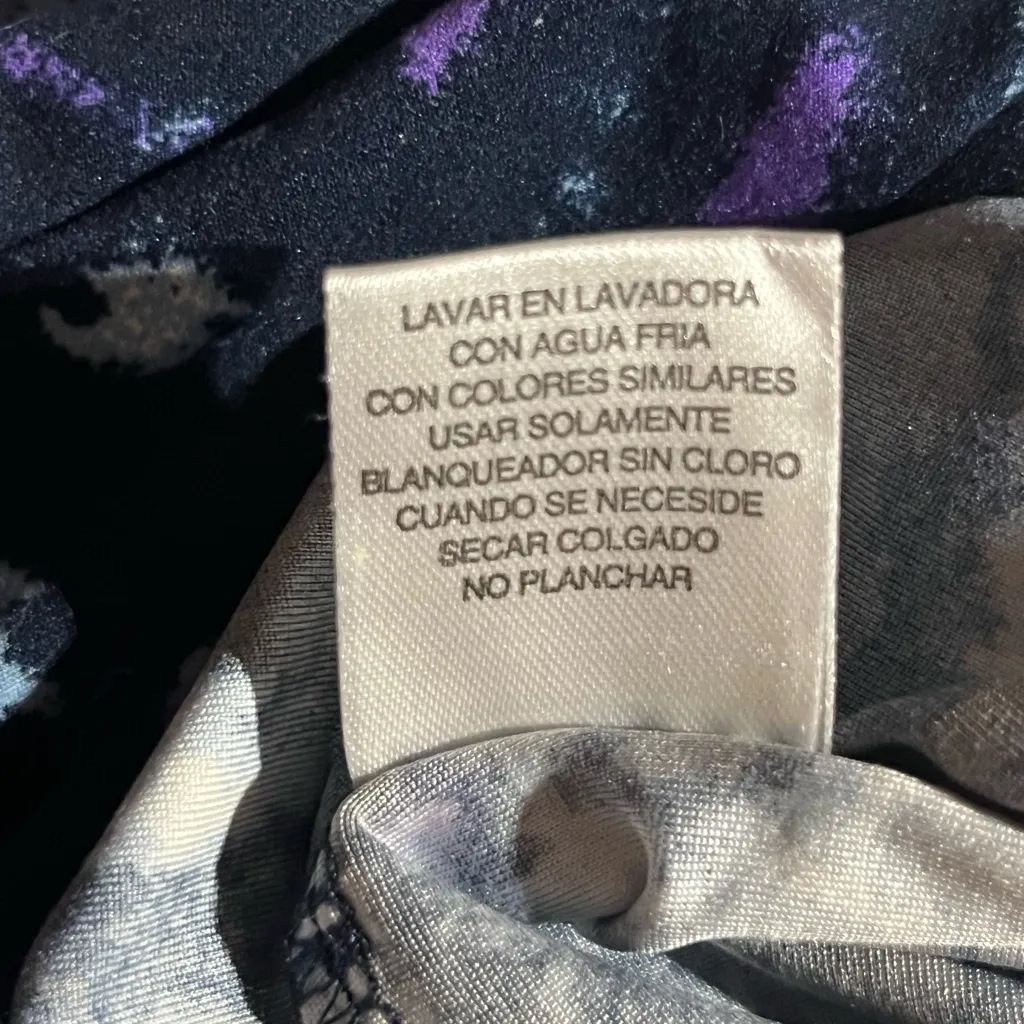 LAVAR EN LAVADORA
CON AGUA FRIA
CON COLORES SIMILARES
USAR SOLAMENTE
BLANQUEADOR SIN CLORO
CUANDO SE NECESIDE
SECAR COLGADO
NO PLANCHAR